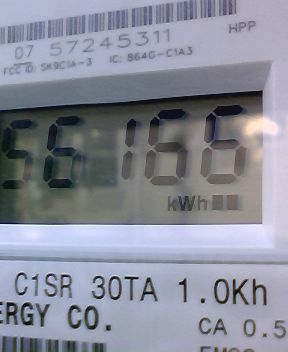 07 57245311
HPP
FCC ID: SK9C1A-3 IC: 864G-C1A3
56166
kWh
C1SR 30TA 1.0Kh
ERGY CO.
CA 0.5